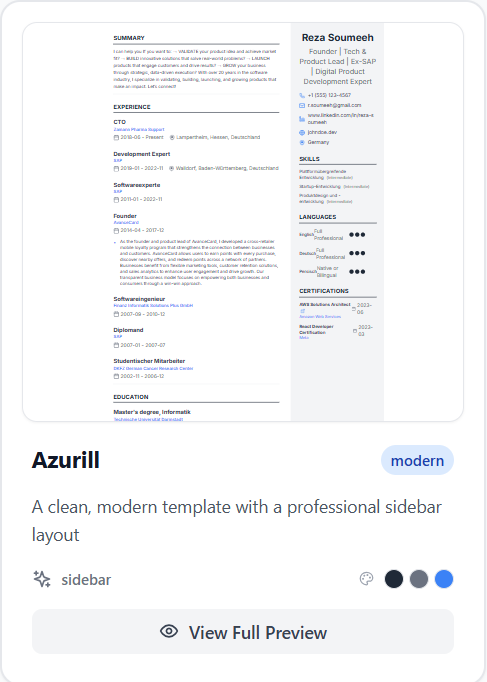 SUMMARY
I can help you if you want to: → VALIDATE your product idea and achieve market
fit? → BUILD innovative solutions that solve real-world problems? → LAUNCH
products that engage customers and drive results? → GROW your business
through strategic, data-driven execution? With over 20 years in the software
industry, I specialize in validating, building, launching, and growing products that
make an impact. Let's connect!
EXPERIENCE
CTO
Axxiana Pharma Support
2018-06 - Present
Lampertheim, Hessen, Deutschland
Development Expert
SAP
2018-01 - 2022-11
Walldorf, Baden-Württemberg, Deutschland
Softwareexperte
SAP
2011-01 - 2022-11
Founder
AvanceCard
2014-04 - 2017-12
As the founder and product lead of AvanceCard, I developed a cross-retailer
mobile loyalty program that strengthens the connection between businesses
and customers. AvanceCard allows users to earn points with every purchase,
discover nearby offers, and redeem points across a network of partners.
Businesses benefit from flexible marketing tools, customer retention solutions,
and sales analytics to enhance user engagement and drive growth. Our
transparent business model focuses on empowering both businesses and
consumers through a win-win approach.
Softwareingenieur
Finanz Informatik Solutions Plus GmbH
2007-08 - 2010-12
Diplomand
SAP
2007-01 - 2007-07
Studentischer Mitarbeiter
DKFZ German Cancer Research Center
2002-11 - 2006-12
EDUCATION
Master's degree, Informatik
Technische Universität Darmstadt
Reza Soumeeh
Founder | Tech &
Product Lead | Ex-SAP
| Digital Product
Development Expert
+1 (555) 123-4567
r.soumeeh@gmail.com
www.linkedin.com/in/reza-s
oumeeh
johndoe.dev
Germany
SKILLS
Plattformübergreifende
Entwicklung (Intermediate)
Startup-Entwicklung (Intermediate)
Produktdesign und -
entwicklung (Intermediate)
LANGUAGES
English Full
Professional
Deutsch Full
Professional
Persisch Native or
Bilingual
CERTIFICATIONS
AWS Solutions Architect 2023-
06
Amazon Web Services
React Developer 2023-
Certification 03
Meta
Azurill
modern
A clean, modern template with a professional sidebar
layout
sidebar
View Full Preview